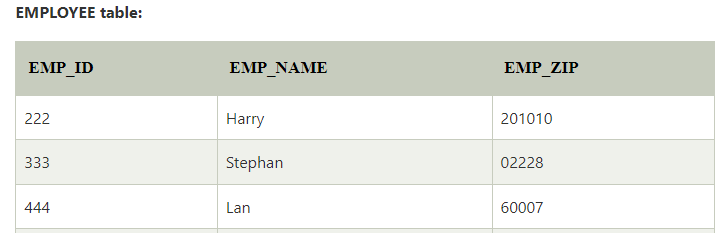 EMPLOYEE table:
EMP_ID EMP_NAME EMP_ZIP
222 Harry 201010
333 Stephan 02228
444 Lan 60007